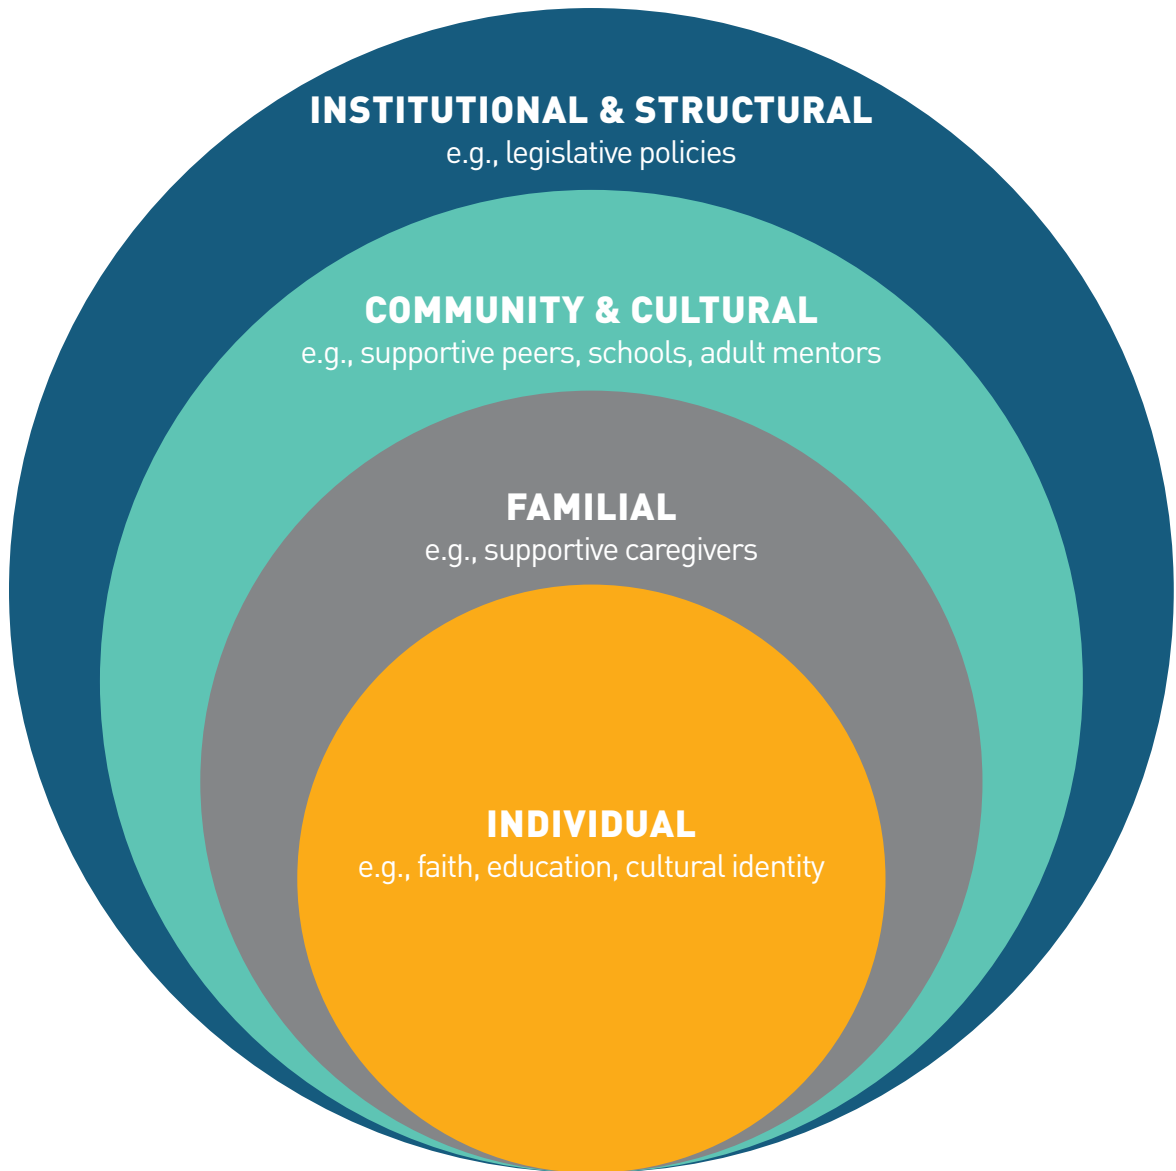 INSTITUTIONAL & STRUCTURAL
e.g., legislative policies
COMMUNITY & CULTURAL
e.g., supportive peers, schools, adult mentors
FAMILIAL
e.g., supportive caregivers
INDIVIDUAL
e.g., faith, education, cultural identity